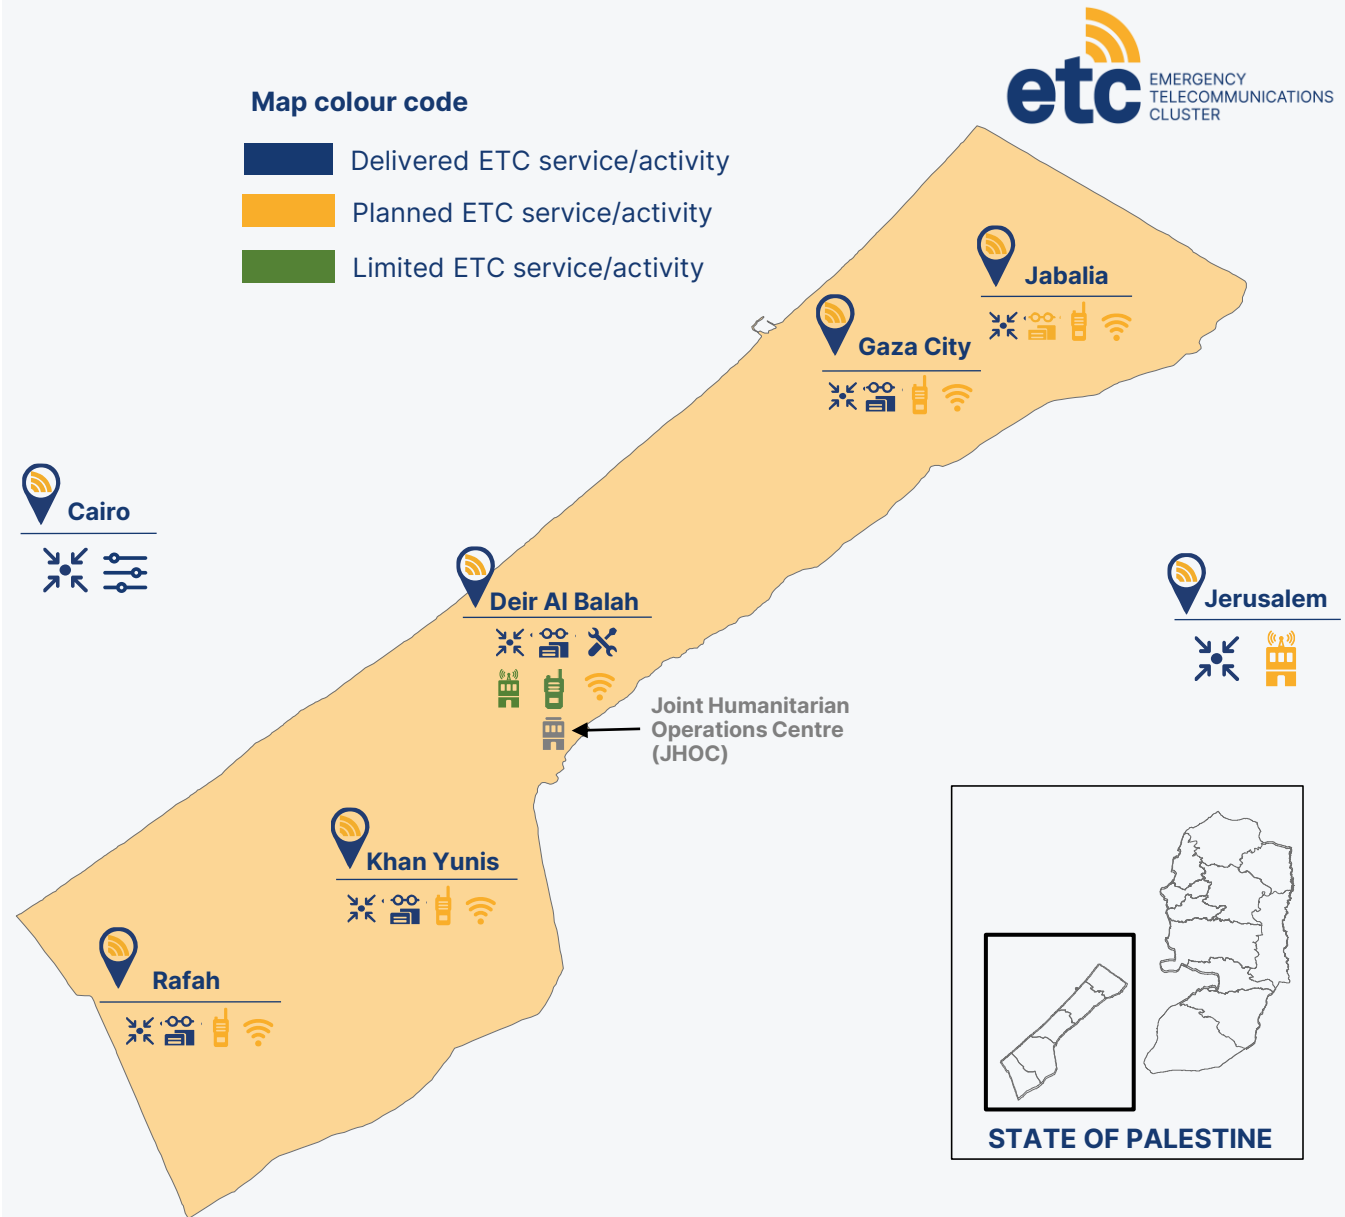 etc EMERGENCY
TELECOMMUNICATIONS
CLUSTER
Map colour code
Delivered ETC service/activity
Planned ETC service/activity
Limited ETC service/activity
Jabalia
Gaza City
Cairo
Deir Al Balah
Jerusalem
Joint Humanitarian
Operations Centre
(JHOC)
Khan Yunis
Rafah
STATE OF PALESTINE